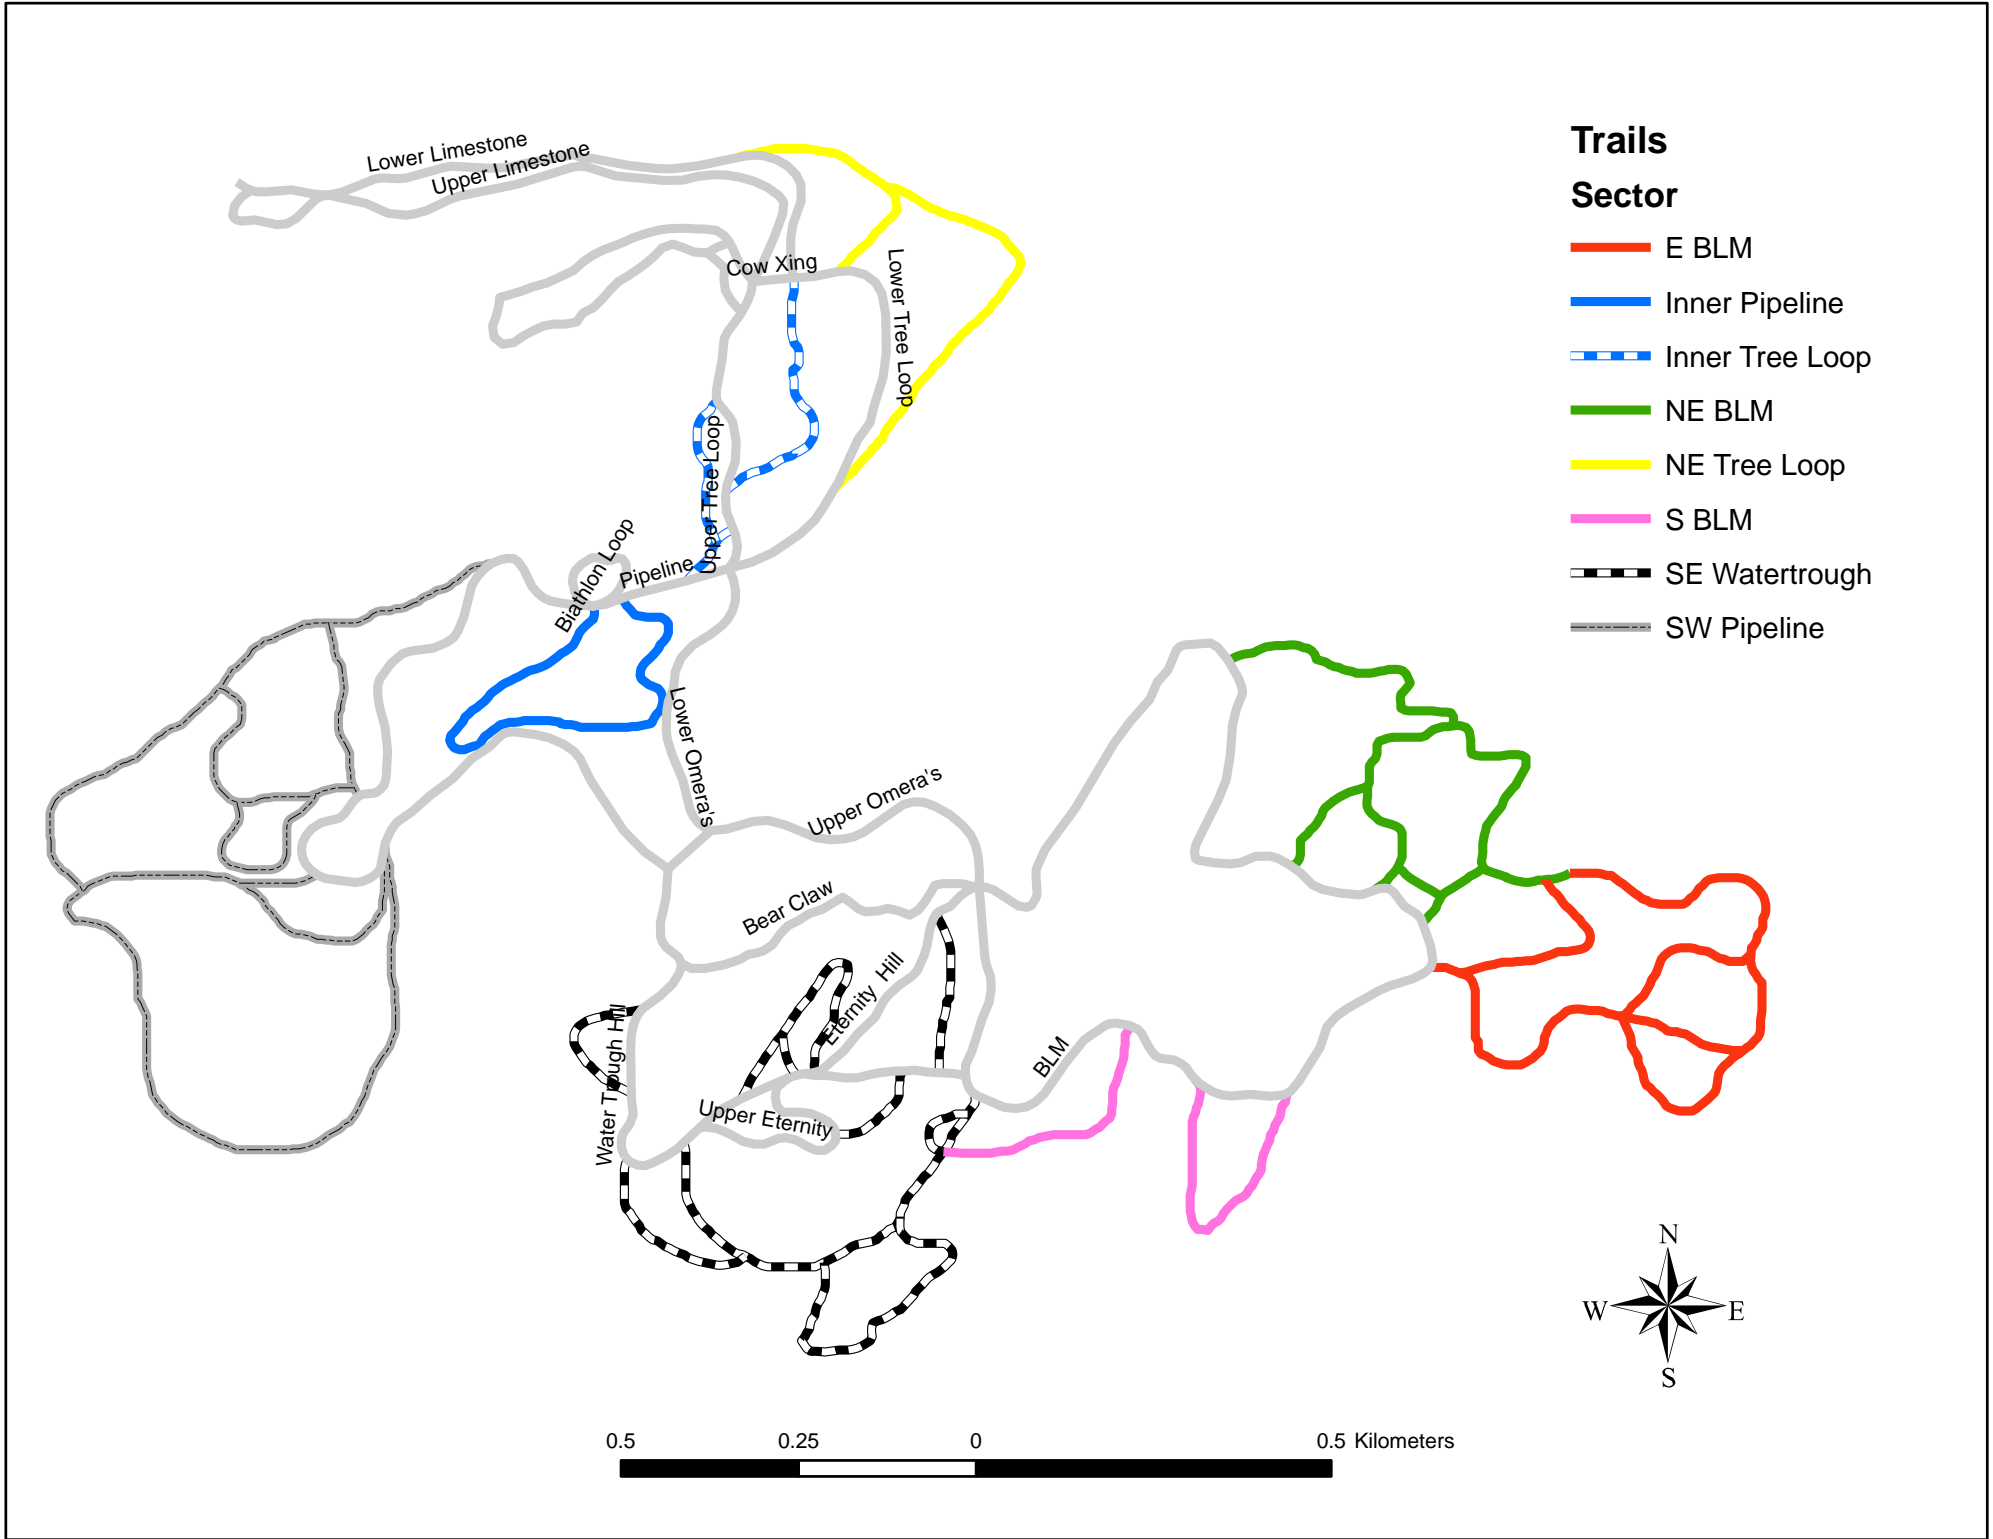 Trails
Sector
E BLM
Inner Pipeline
Inner Tree Loop
NE BLM
NE Tree Loop
S BLM
SE Watertrough
SW Pipeline
Lower Limestone
Upper Limestone
Cow Xing
Lower Tree Loop
Upper Tree Loop
Biathlon Loop
Pipeline
Lower Omera's
Upper Omera's
Bear Claw
Eternity Hill
BLM
Water Trough Hill
Upper Eternity
N
W
E
S
0.5
0.25
0
0.5 Kilometers